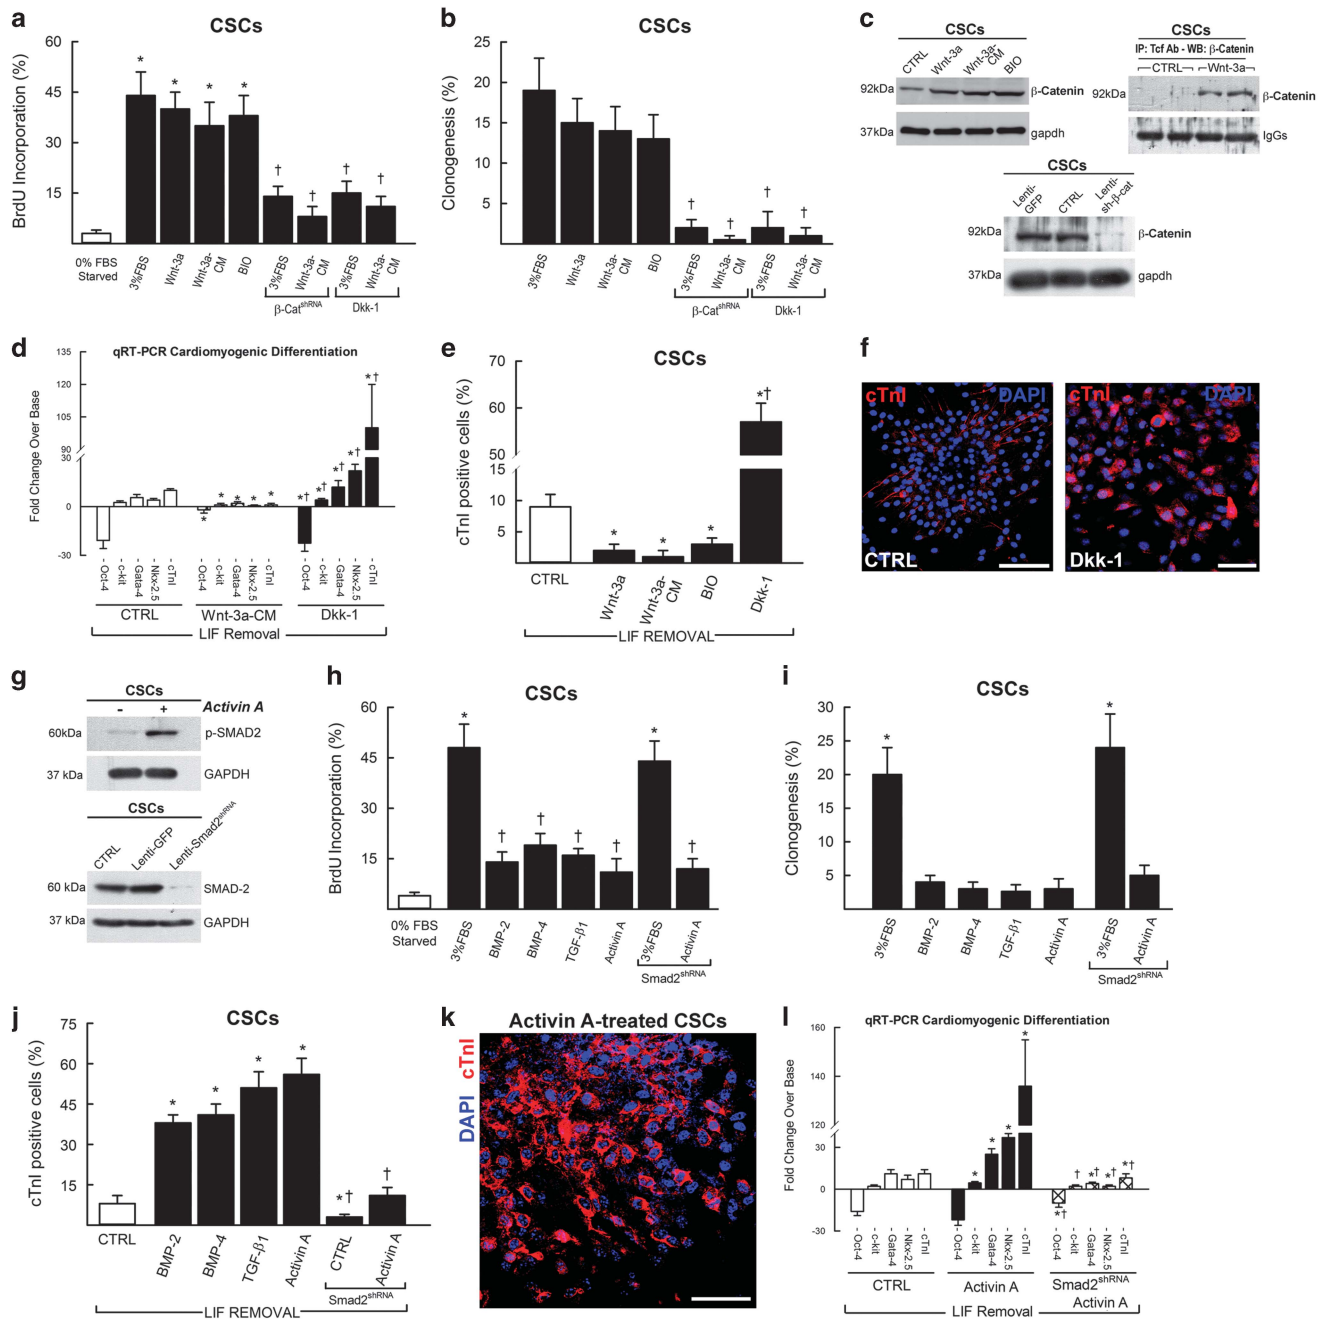 a
CSCs
BrdU Incorporation (%)
60
45
30
15
* * * *
† † † †
0% FBS
Starved
3%FBS
Wnt-3a
Wnt-3a-
CM
BIO
3%FBS
Wnt-3a-
CM
3%FBS
Wnt-3a-
CM
β-Cat shRNA
Dkk-1
b
CSCs
Clonogenesis (%)
25
20
15
10
5
† † † †
3%FBS
Wnt-3a
Wnt-3a-
CM
BIO
3%FBS
Wnt-3a-
CM
3%FBS
Wnt-3a-
CM
β-Cat shRNA
Dkk-1
c
CSCs
CTRL
Wnt-3a
Wnt-3a-
CM
BIO
92kDa
β-Catenin
37kDa
gapdh
CSCs
IP: Tcf Ab - WB: β-Catenin
CTRL
Wnt-3a
92kDa
β-Catenin
IgGs
CSCs
Lenti-
GFP
CTRL
Lenti-
sh-β-cat
92kDa
β-Catenin
37kDa
gapdh
d
qRT-PCR Cardiomyogenic Differentiation
Fold Change Over Base
135
120
105
90
30
0
-30
* * * * *
*† *† *† *† *†
- Oct-4
- c-kit
- Gata-4
- Nkx-2.5
- cTnI
- Oct-4
- c-kit
- Gata-4
- Nkx-2.5
- cTnI
- Oct-4
- c-kit
- Gata-4
- Nkx-2.5
- cTnI
CTRL
Wnt-3a-CM
Dkk-1
LIF Removal
e
CSCs
cTnI positive cells (%)
70
60
50
15
10
5
* * * *†
CTRL
Wnt-3a
Wnt-3a-
CM
BIO
Dkk-1
LIF REMOVAL
f
cTnI
DAPI
CTRL
cTnI
DAPI
Dkk-1
g
CSCs
- + Activin A
60kDa
p-SMAD2
37 kDa
GAPDH
CSCs
CTRL
Lenti-GFP
Lenti-Smad2 shRNA
60 kDa
SMAD-2
37 kDa
GAPDH
h
CSCs
BrdU Incorporation (%)
60
45
30
15
* † † † † * †
0% FBS
Starved
3%FBS
BMP-2
BMP-4
TGF-β1
Activin A
3%FBS
Activin A
Smad2 shRNA
i
CSCs
Clonogenesis (%)
30
25
20
15
10
5
* *
3%FBS
BMP-2
BMP-4
TGF-β1
Activin A
3%FBS
Activin A
Smad2 shRNA
j
CSCs
cTnI positive cells (%)
75
60
45
30
15
* * * * *† †
CTRL
BMP-2
BMP-4
TGF-β1
Activin A
CTRL
Activin A
Smad2 shRNA
LIF REMOVAL
k
Activin A-treated CSCs
DAPI cTnI
l
qRT-PCR Cardiomyogenic Differentiation
Fold Change Over Base
160
140
120
30
0
-30
* * * *
*† † *† *† *†
- Oct-4
- c-kit
- Gata-4
- Nkx-2.5
- cTnI
- Oct-4
- c-kit
- Gata-4
- Nkx-2.5
- cTnI
- Oct-4
- c-kit
- Gata-4
- Nkx-2.5
- cTnI
CTRL
Activin A
Smad2 shRNA
Activin A
LIF Removal